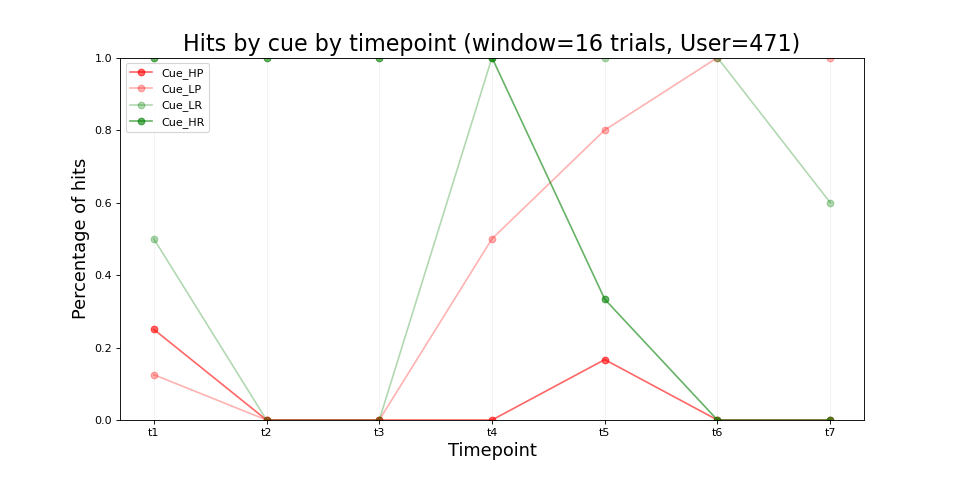 Hits by cue by timepoint (window=16 trials, User=471)
Cue_HP
Cue_LP
Cue_LR
Cue_HR
Percentage of hits
1.0
0.8
0.6
0.4
0.2
0.0
t1 t2 t3 t4 t5 t6 t7
Timepoint